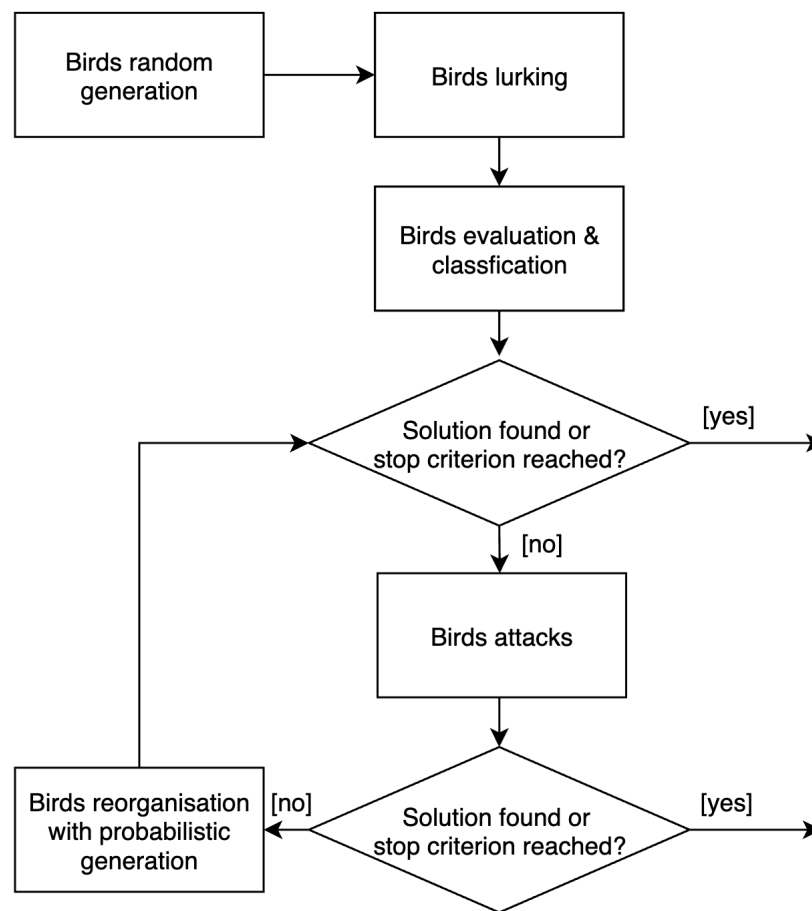 Birds random
generation
Birds lurking
Birds evaluation &
classfication
Solution found or
stop criterion reached?
[yes]
[no]
Birds attacks
Solution found or
stop criterion reached?
[yes]
[no]
Birds reorganisation
with probabilistic
generation